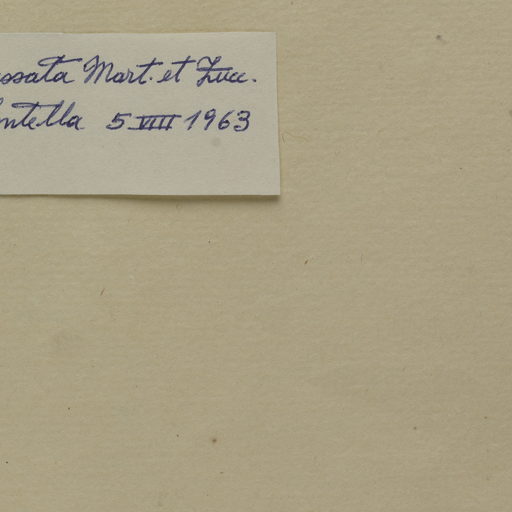 ssata Mart. et Zucc.
ntella 5 VIII 1963